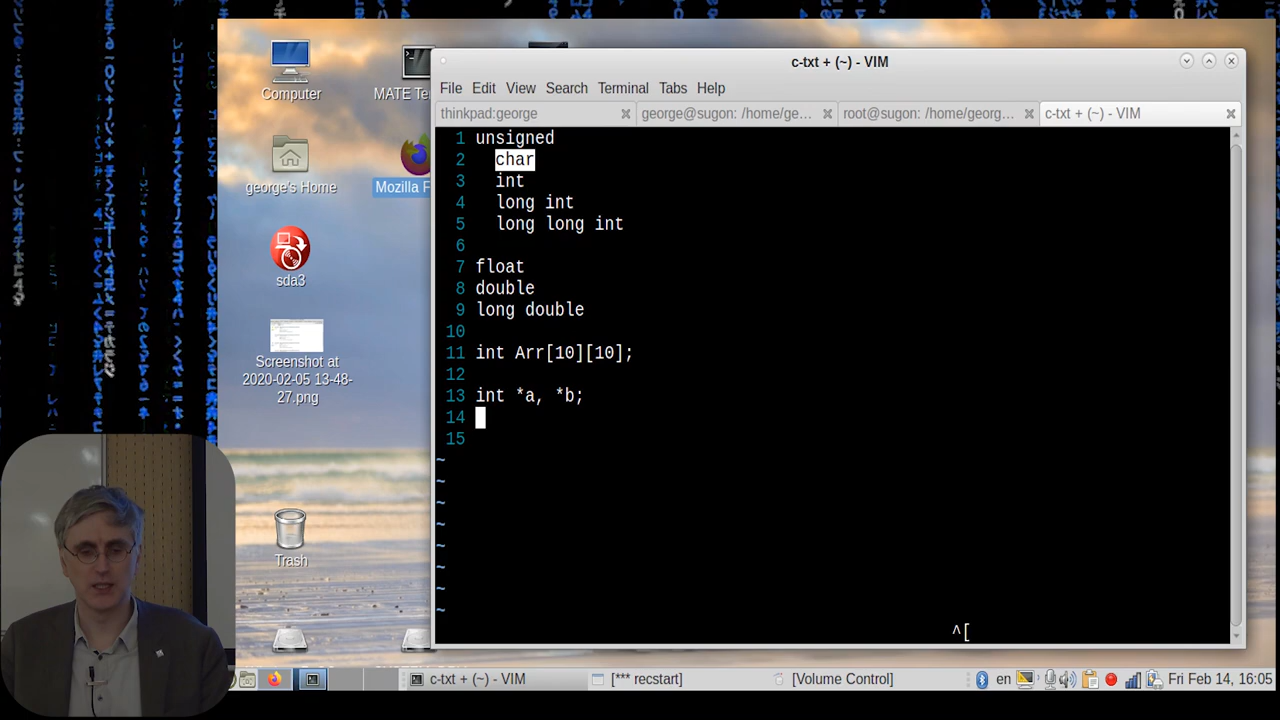 Computer
MATE Te
george's Home
Mozilla F
sda3
Screenshot at
2020-02-05 13-48-
27.png
Trash
c-txt + (~) - VIM
File Edit View Search Terminal Tabs Help
thinkpad:george
george@sugon: /home/ge...
root@sugon: /home/georg...
c-txt + (~) - VIM
1 unsigned
2 char
3 int
4 long int
5 long long int
6
7 float
8 double
9 long double
10
11 int Arr[10][10];
12
13 int *a, *b;
14
15
~
~
~
~
~
~
~
~
^[
c-txt + (~) - VIM
[*** recstart]
[Volume Control]
en
Fri Feb 14, 16:05